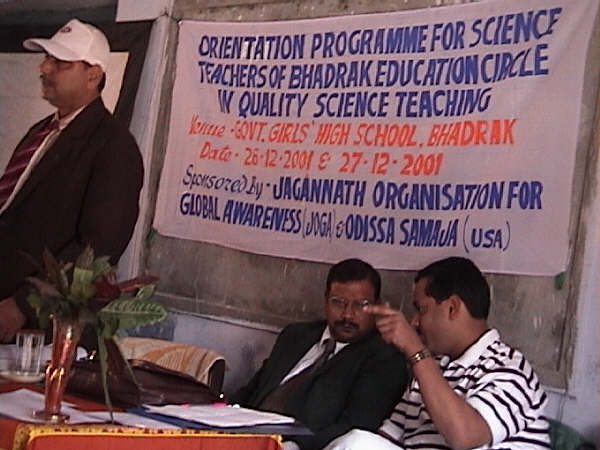 ORIENTATION PROGRAMME FOR SCIENCE
TEACHERS OF BHADRAK EDUCATION CIRCLE
IN QUALITY SCIENCE TEACHING
Venue - GOVT. GIRLS' HIGH SCHOOL, BHADRAK
Date - 26-12-2001 & 27-12-2001
Sponsored By - JAGANNATH ORGANISATION FOR
GLOBAL AWARENESS (JOGA) & ODISSA SAMAJA (USA)